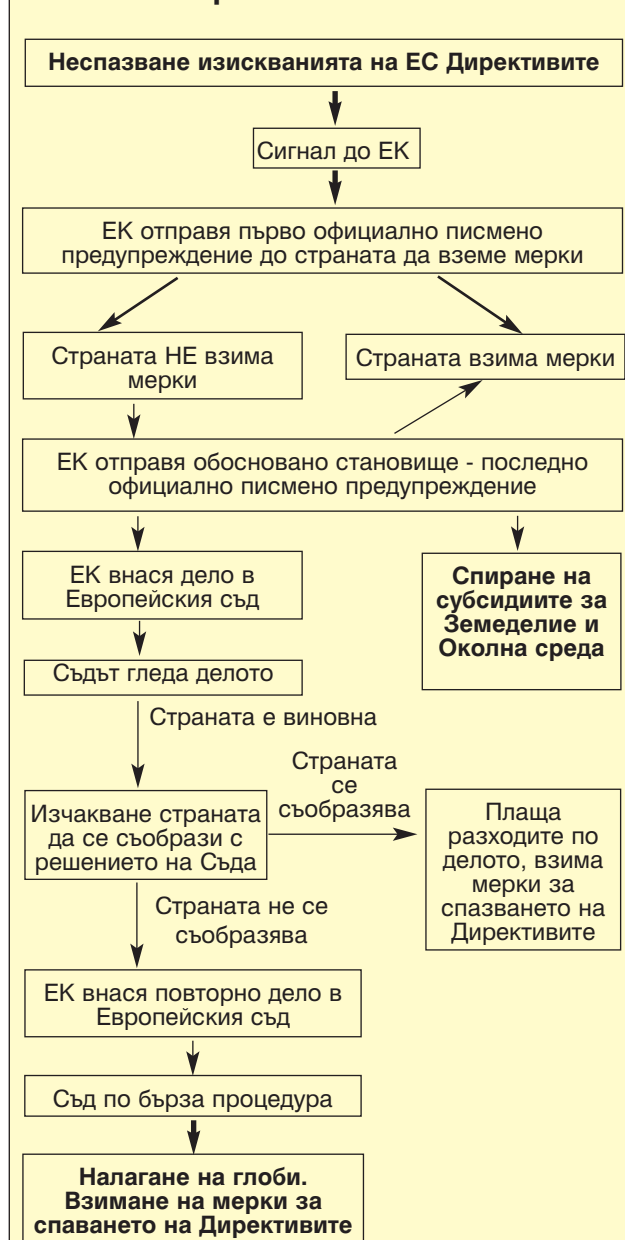 Неспазване изискванията на ЕС Директивите
Сигнал до ЕК
ЕК отправя първо официално писмено
предупреждение до страната да вземе мерки
Страната НЕ взима
мерки
Страната взима мерки
ЕК отправя обосновано становище - последно
официално писмено предупреждение
ЕК внася дело в
Европейския съд
Спиране на
субсидиите за
Земеделие и
Околна среда
Съдът гледа делото
Страната е виновна
Страната
се
съобразява
Изчакване страната
да се съобрази с
решението на Съда
Плаща
разходите по
делото, взима
мерки за
спазването на
Директивите
Страната не се
съобразява
ЕК внася повторно дело в
Европейския съд
Съд по бърза процедура
Налагане на глоби.
Взимане на мерки за
спаването на Директивите